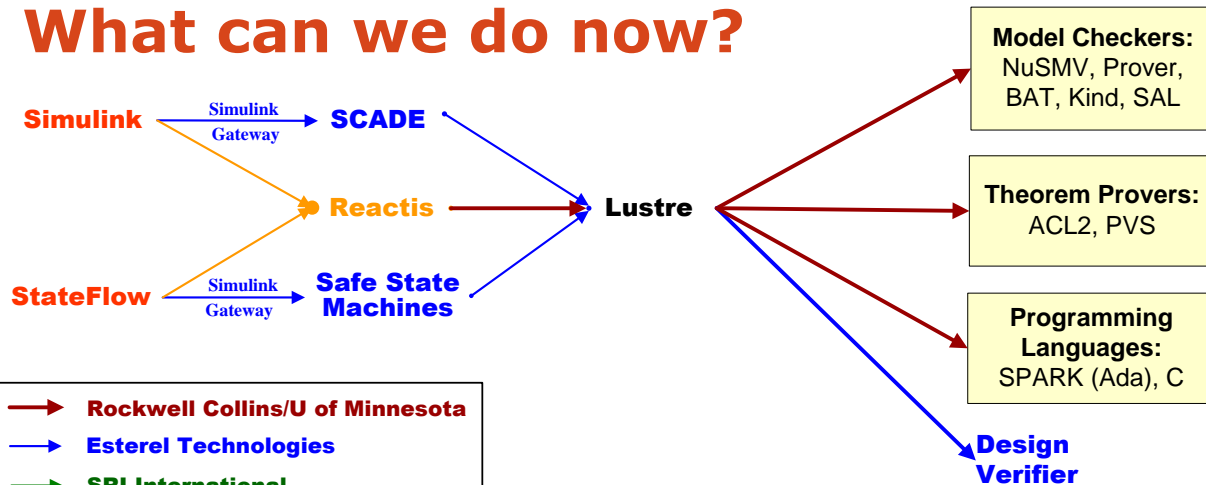 What can we do now?
Simulink
Simulink
Gateway
SCADE
Reactis
StateFlow
Simulink
Gateway
Safe State
Machines
Lustre
Model Checkers:
NuSMV, Prover,
BAT, Kind, SAL
Theorem Provers:
ACL2, PVS
Programming
Languages:
SPARK (Ada), C
Design
Verifier
Rockwell Collins/U of Minnesota
Esterel Technologies
SRI International